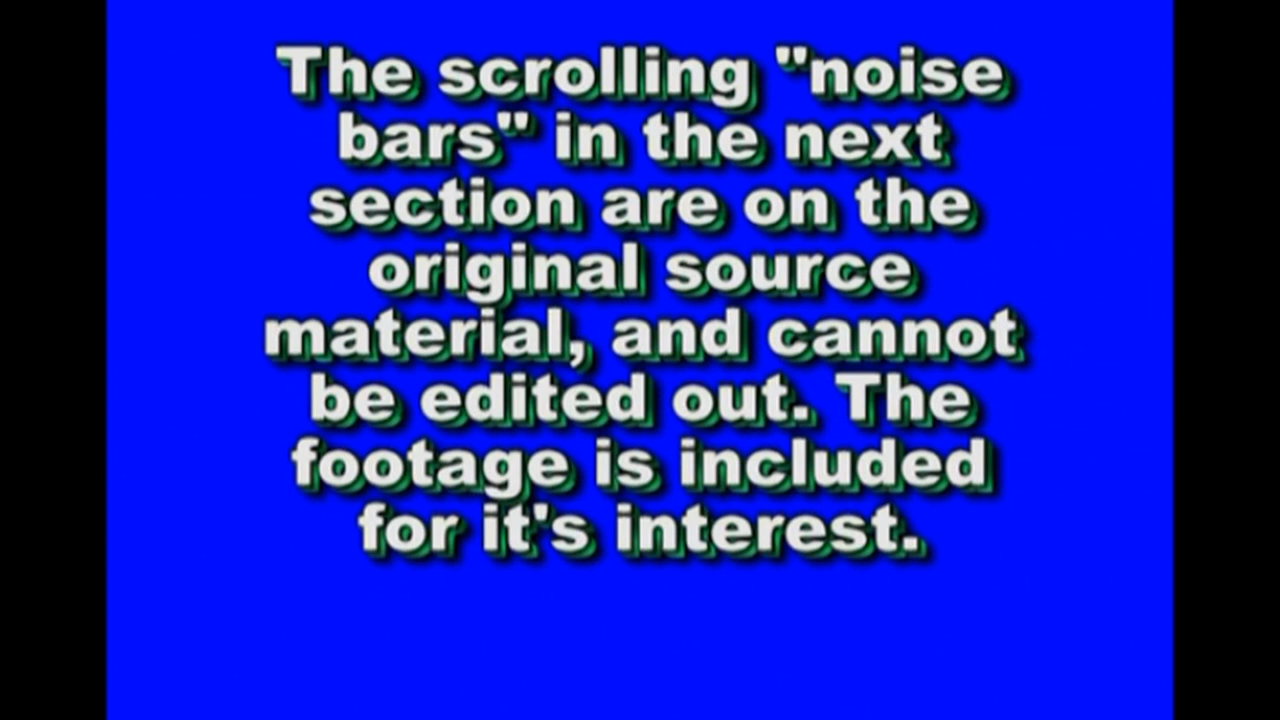 The scrolling "noise
bars" in the next
section are on the
original source
material, and cannot
be edited out. The
footage is included
for it's interest.